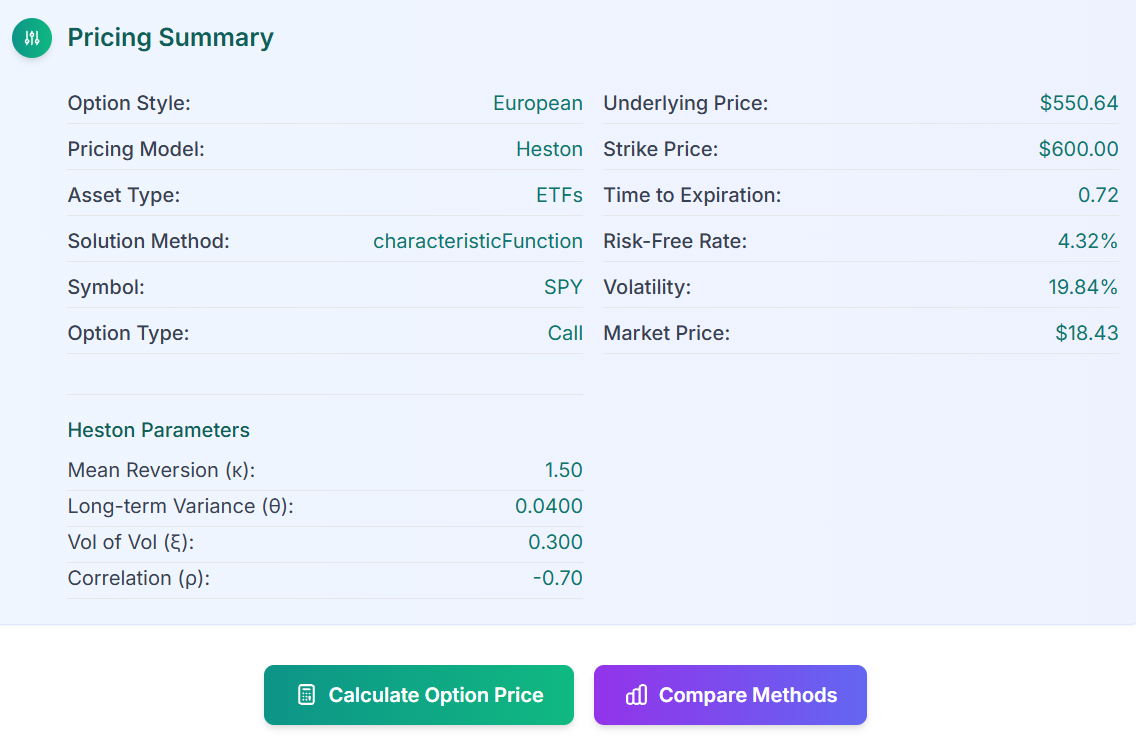 Pricing Summary
Option Style: European
Underlying Price: $550.64
Pricing Model: Heston
Strike Price: $600.00
Asset Type: ETFs
Time to Expiration: 0.72
Solution Method: characteristicFunction
Risk-Free Rate: 4.32%
Symbol: SPY
Volatility: 19.84%
Option Type: Call
Market Price: $18.43
Heston Parameters
Mean Reversion (κ): 1.50
Long-term Variance (θ): 0.0400
Vol of Vol (ξ): 0.300
Correlation (ρ): -0.70
Calculate Option Price
Compare Methods